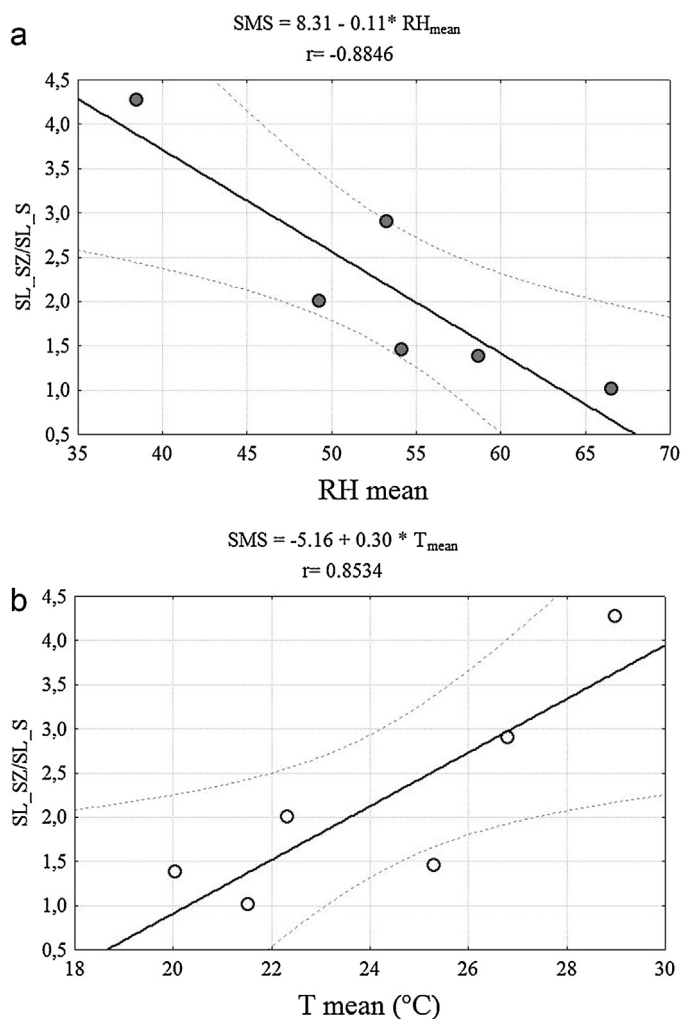 a
SMS = 8.31 - 0.11* RHmean
r= -0.8846
SL_SZ/SL_S
4,5
4,0
3,5
3,0
2,5
2,0
1,5
1,0
0,5
35 40 45 50 55 60 65 70
RH mean
SMS = -5.16 + 0.30 * Tmean
r= 0.8534
b
SL_SZ/SL_S
4,5
4,0
3,5
3,0
2,5
2,0
1,5
1,0
0,5
18 20 22 24 26 28 30
T mean (°C)